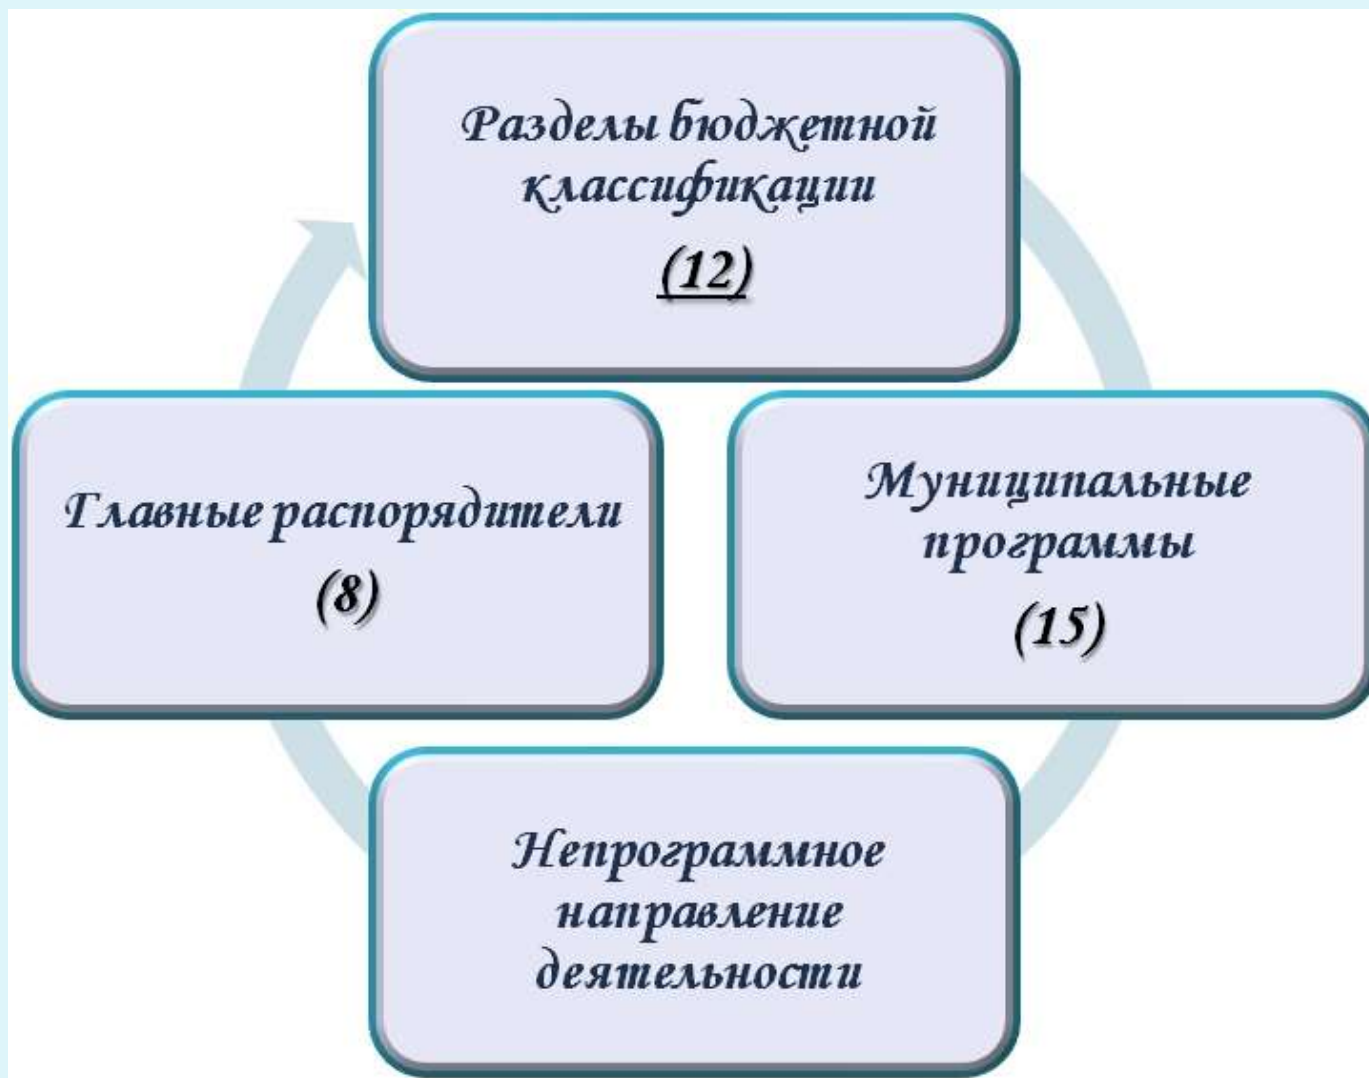 Разделы бюджетной
классификации
(12)
Главные распорядители
(8)
Муниципальные
программы
(15)
Непрограммное
направление
деятельности